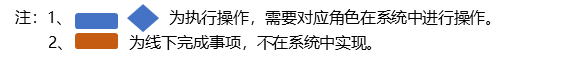 注：1、 为执行操作，需要对应角色在系统中进行操作。
2、 为线下完成事项，不在系统中实现。